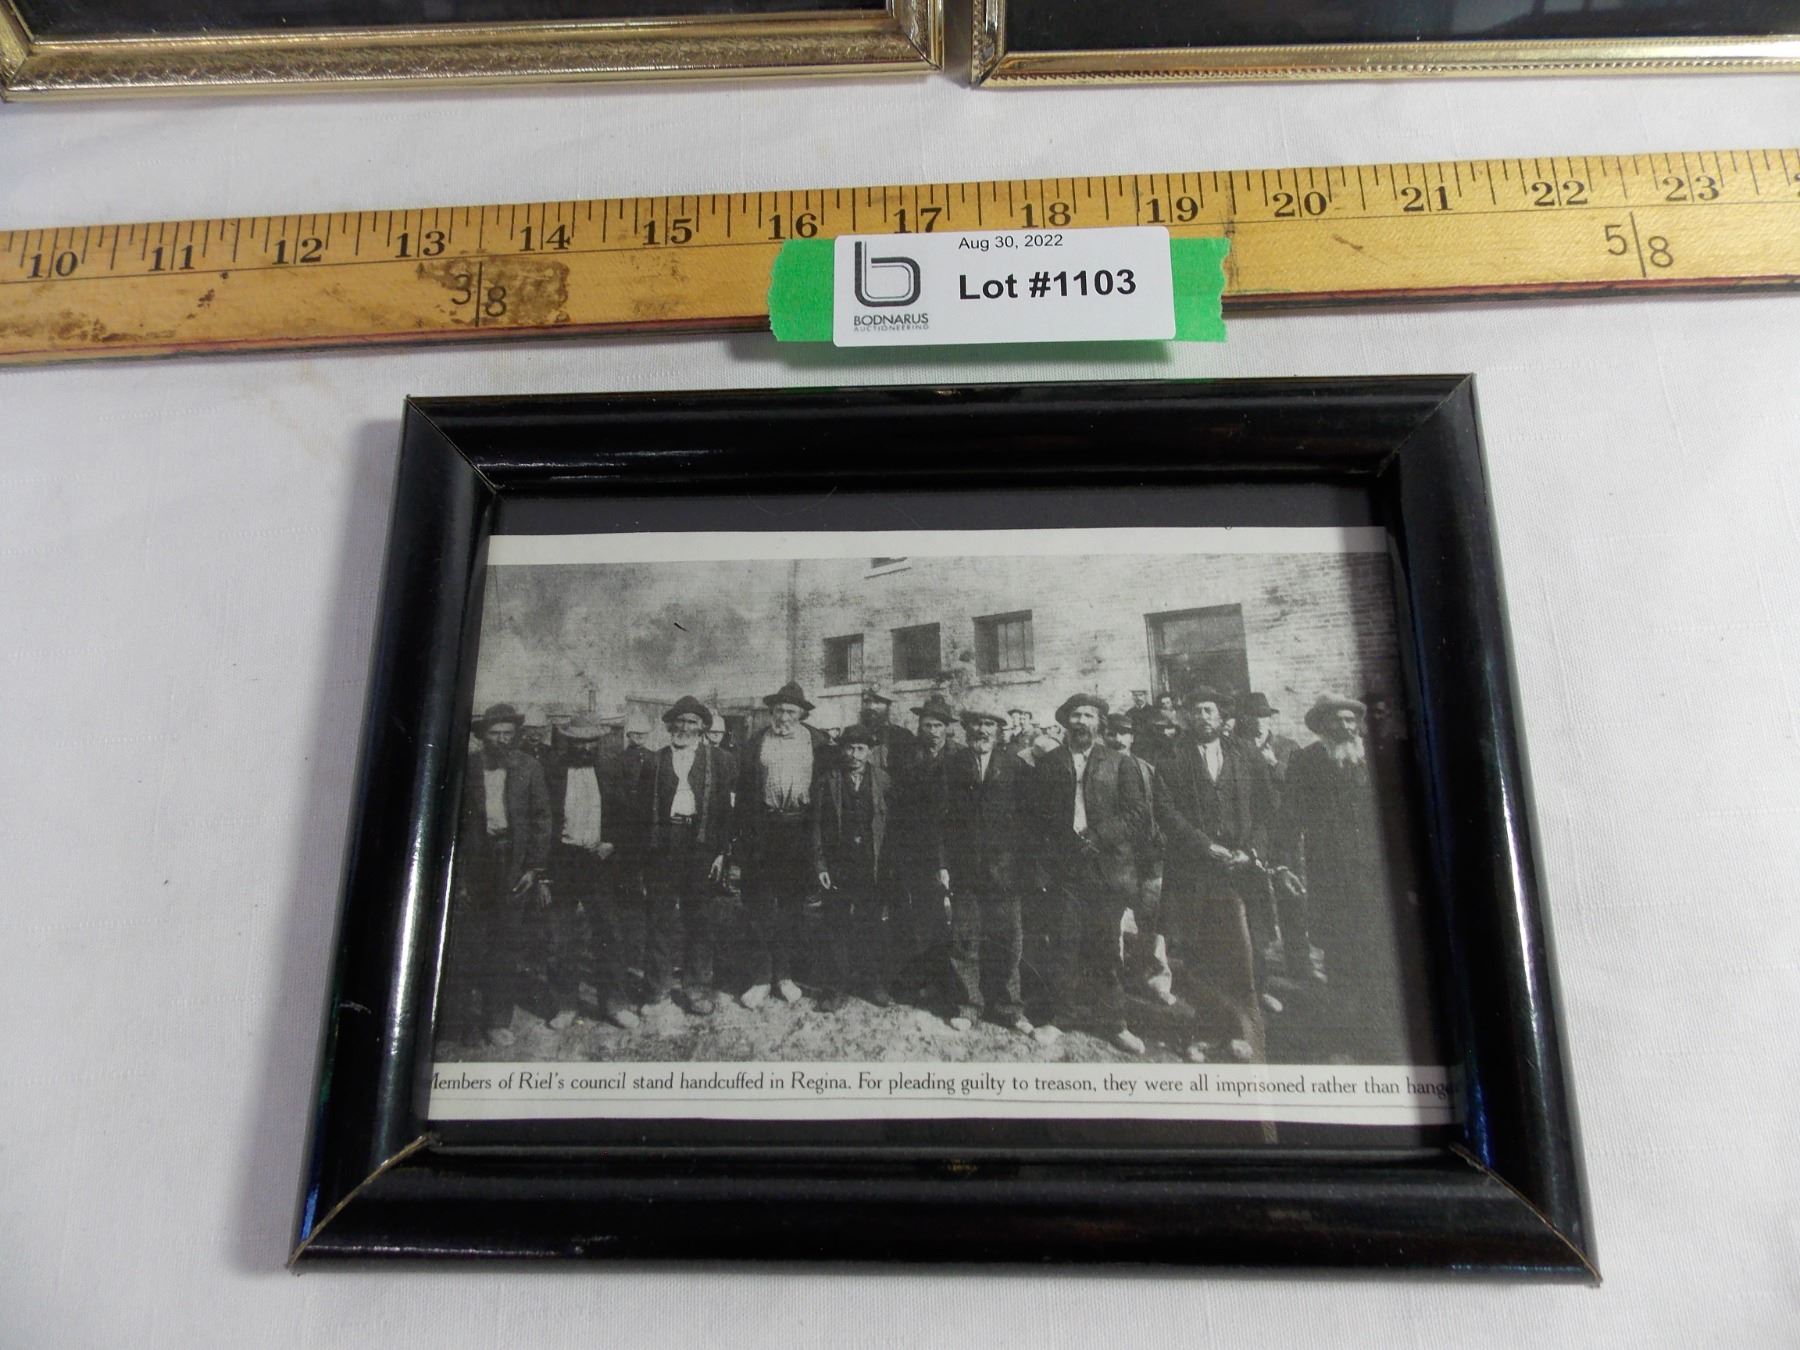 10 11 12 13 14 15 16 17 18 19 20 21 22 23
3/8
5/8
Aug 30, 2022
Lot #1103
BODNARUS
AUCTIONEERING
lembers of Riel's council stand handcuffed in Regina. For pleading guilty to treason, they were all imprisoned rather than hange